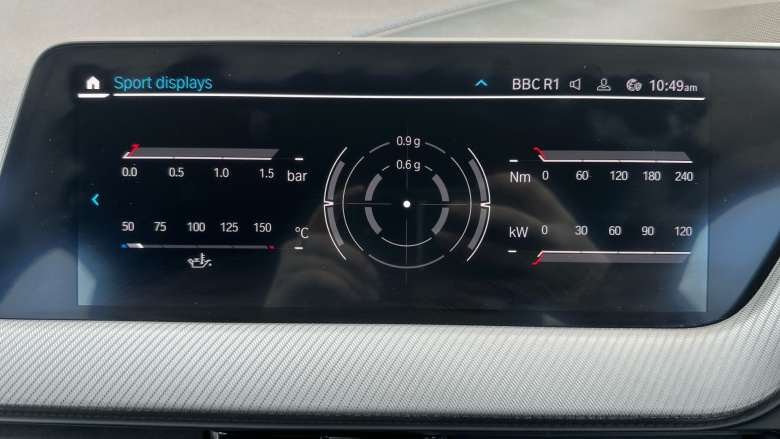 Sport displays
BBC R1 10:49am
0.9 g
0.6 g
0.0 0.5 1.0 1.5 bar
50 75 100 125 150 °C
Nm 0 60 120 180 240
kW 0 30 60 90 120